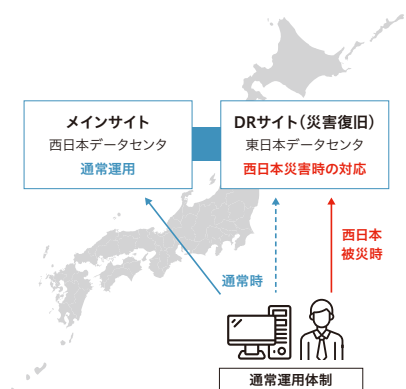 メインサイト
西日本データセンタ
通常運用
DRサイト（災害復旧）
東日本データセンタ
西日本災害時の対応
西日本
被災時
通常時
通常運用体制